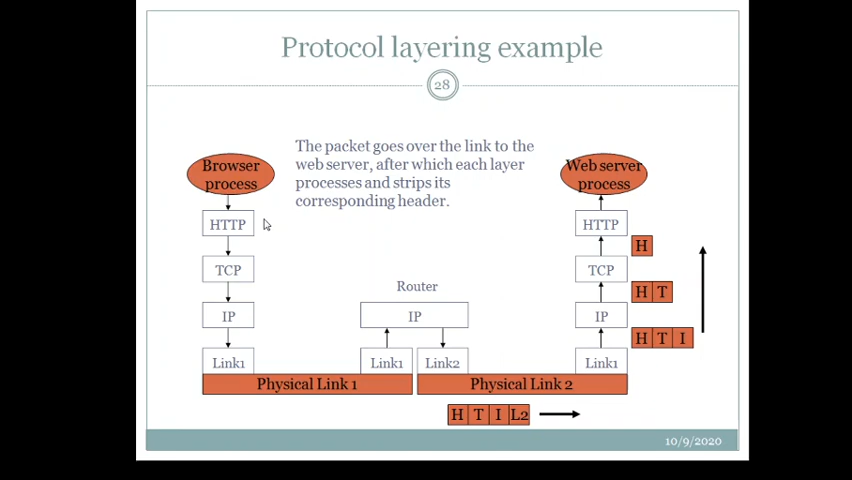 Protocol layering example
28
The packet goes over the link to the
web server, after which each layer
processes and strips its
corresponding header.
Browser
process
Web server
process
HTTP
HTTP
H
TCP
TCP
Router
H T
IP
IP
IP
H T I
Link1
Link1
Link2
Link1
Physical Link 1
Physical Link 2
H T I L2
10/9/2020